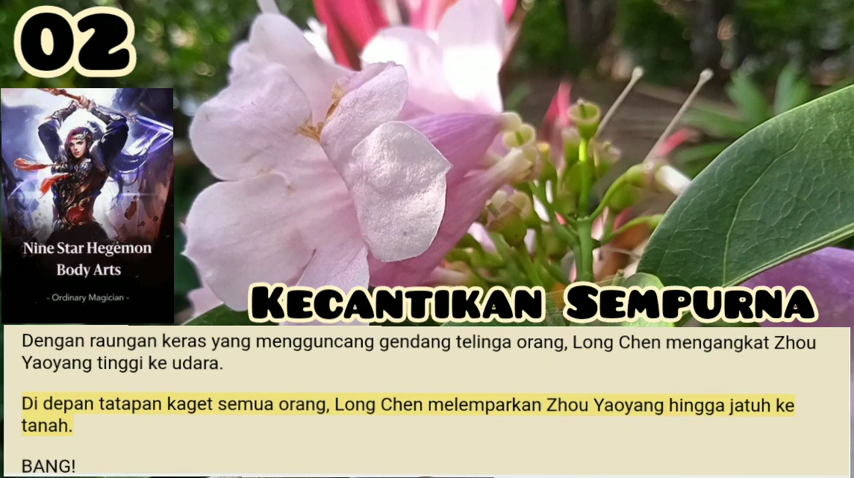 02
Nine Star Hegemon
Body Arts
- Ordinary Magician -
Kecantikan Sempurna
Dengan raungan keras yang mengguncang gendang telinga orang, Long Chen mengangkat Zhou
Yaoyang tinggi ke udara.
Di depan tatapan kaget semua orang, Long Chen melemparkan Zhou Yaoyang hingga jatuh ke
tanah.
BANG!